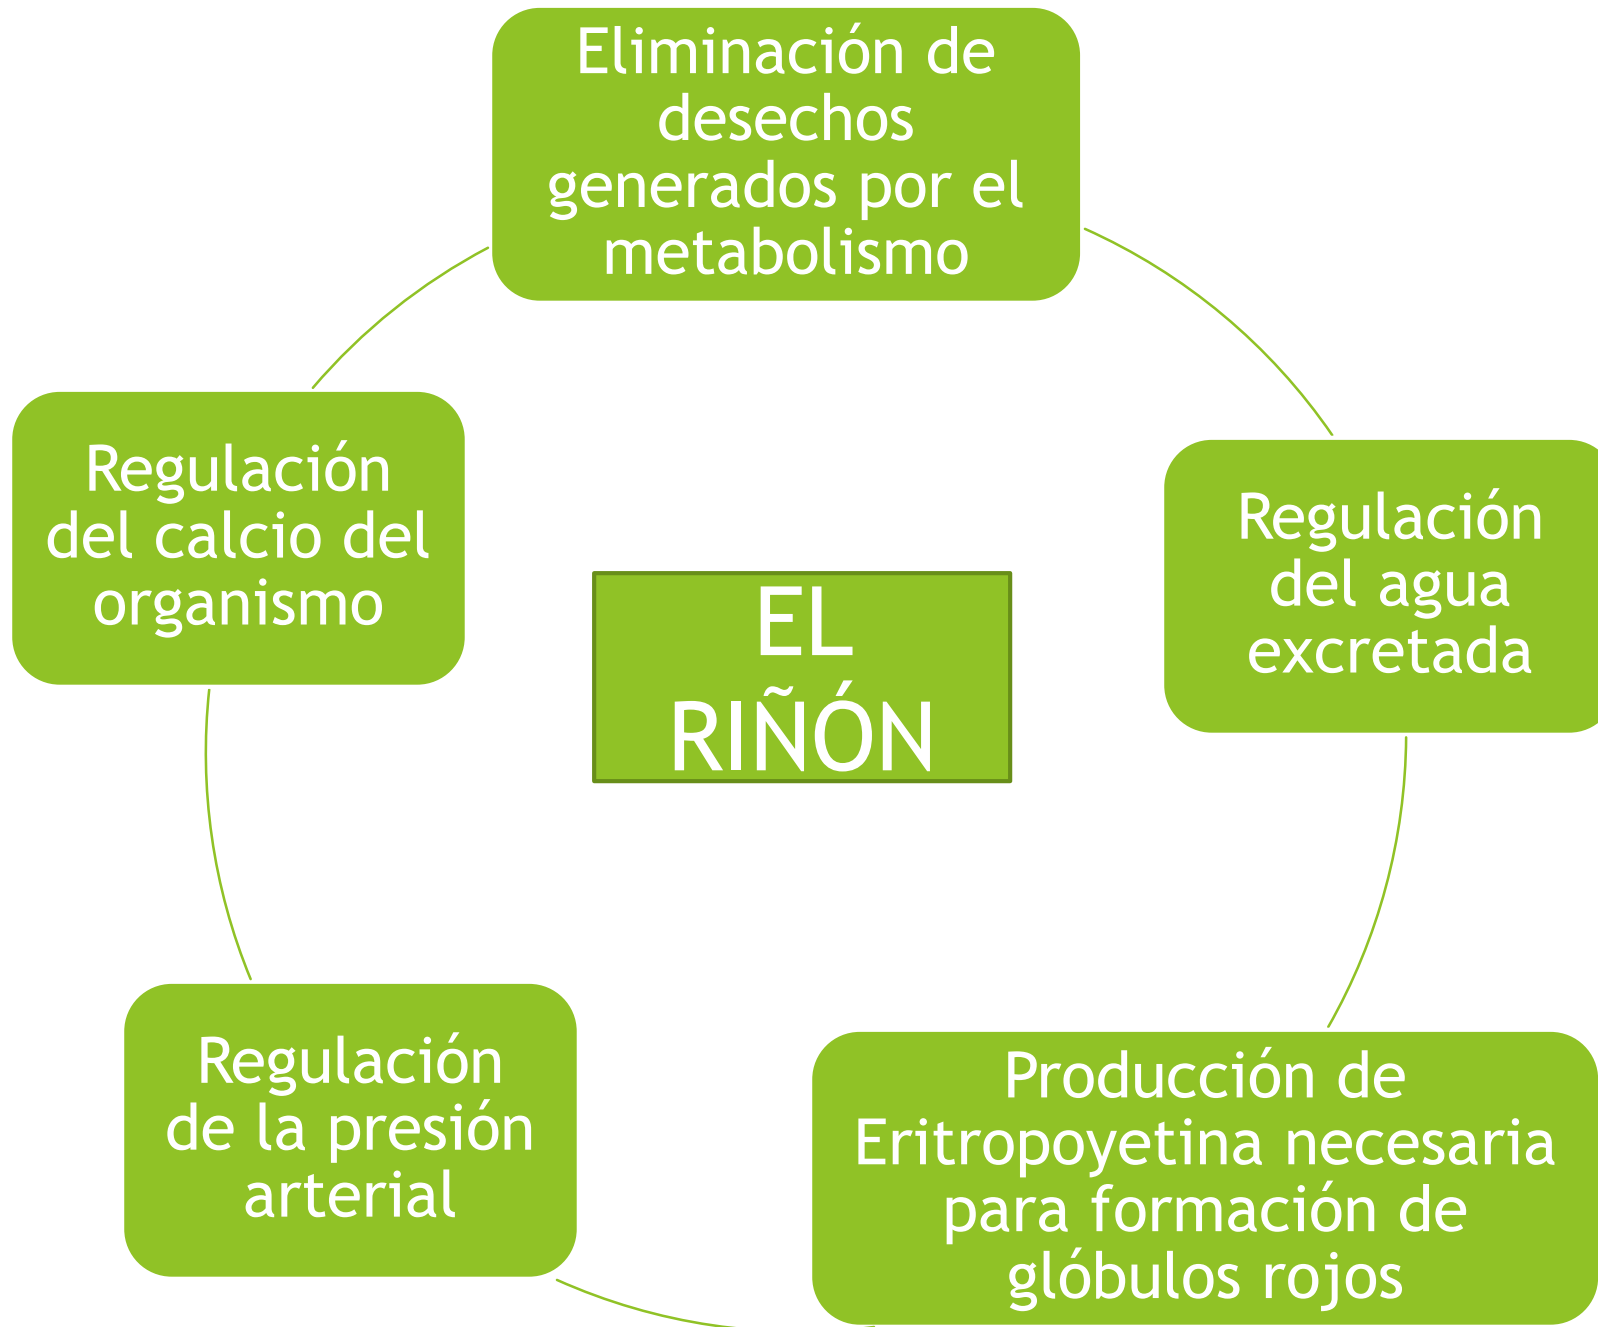 Eliminación de
desechos
generados por el
metabolismo
Regulación
del agua
excretada
Producción de
Eritropoyetina necesaria
para formación de
glóbulos rojos
Regulación
de la presión
arterial
Regulación
del calcio del
organismo
EL
RIÑÓN